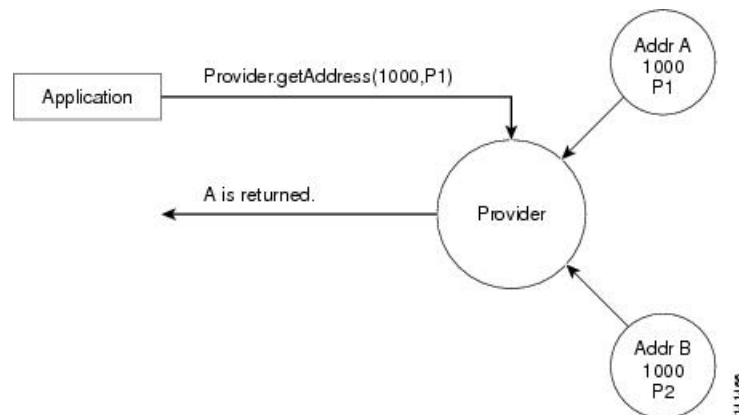 Provider.getAddress(1000,P1)
Application
Addr A
1000
P1
A is returned.
Provider
Addr B
1000
P2